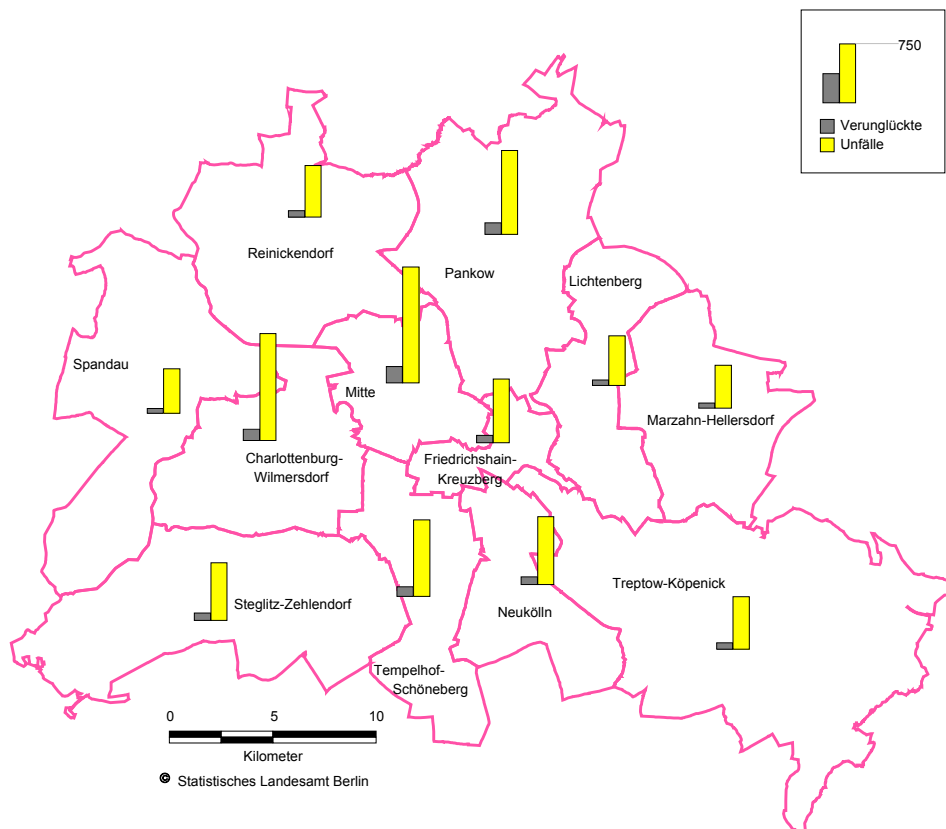 750
Verunglückte
Unfälle
Reinickendorf
Pankow
Lichtenberg
Spandau
Mitte
Marzahn-Hellersdorf
Charlottenburg-
Wilmersdorf
Friedrichshain-
Kreuzberg
Treptow-Köpenick
Steglitz-Zehlendorf
Neukölln
Tempelhof-
Schöneberg
0 5 10
Kilometer
© Statistisches Landesamt Berlin